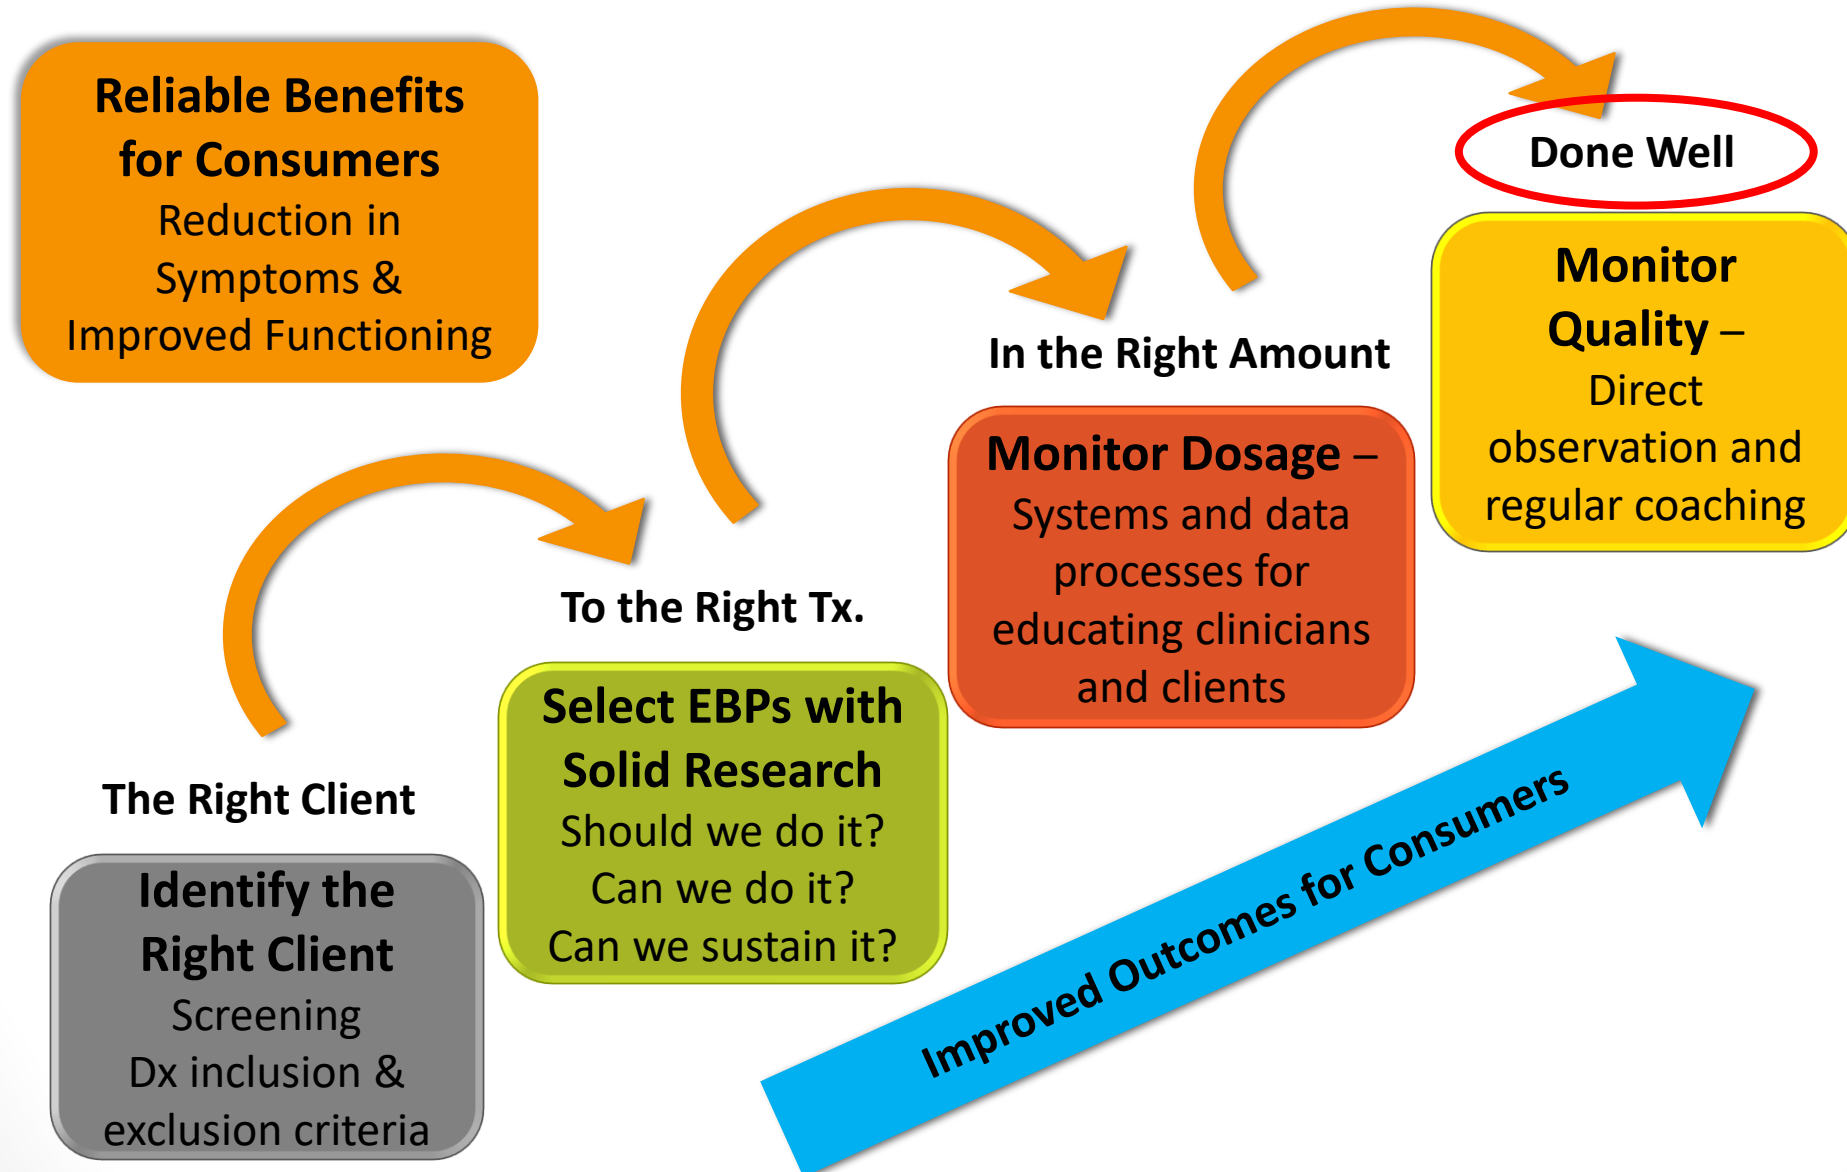 Reliable Benefits
for Consumers
Reduction in
Symptoms &
Improved Functioning
The Right Client
Identify the
Right Client
Screening
Dx inclusion &
exclusion criteria
To the Right Tx.
Select EBPs with
Solid Research
Should we do it?
Can we do it?
Can we sustain it?
In the Right Amount
Monitor Dosage –
Systems and data
processes for
educating clinicians
and clients
Done Well
Monitor
Quality –
Direct
observation and
regular coaching
Improved Outcomes for Consumers